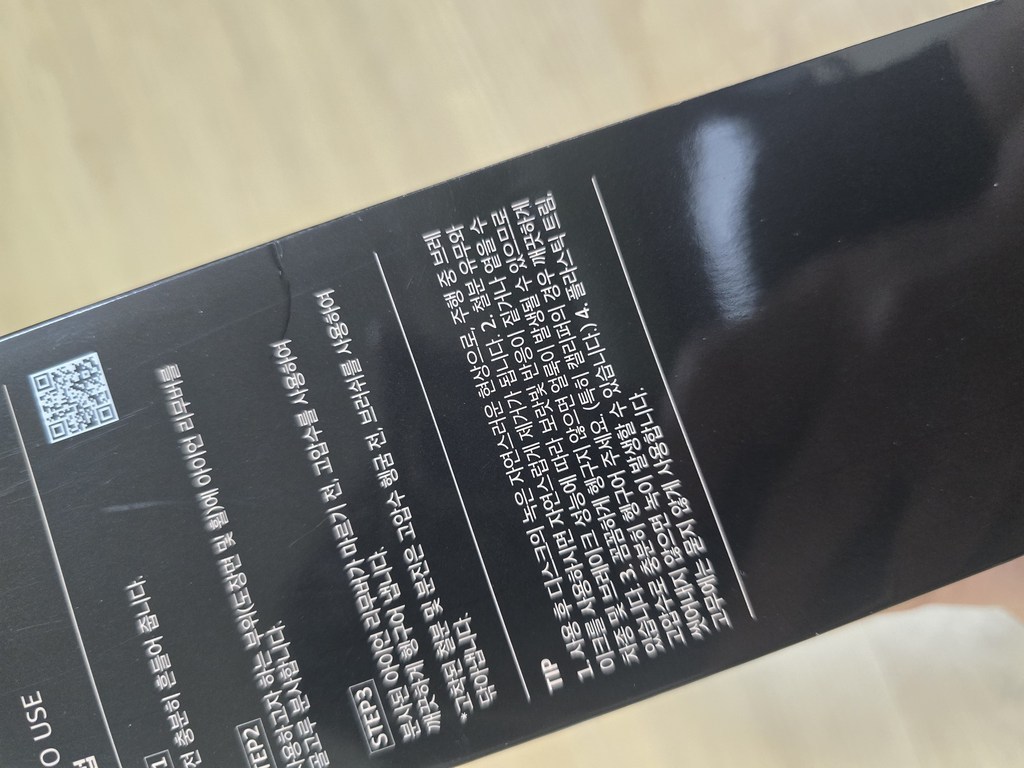 O USE
1
전 충분히 흔들어 줍니다.
TEP2
사용하고자 하는 부위(도장면 및 휠)에 아이언 리무버를
골고루 분사합니다.
STEP3
분사된 아이언 리무버가 마르기 전, 고압수를 사용하여
깨끗하게 헹구어 냅니다.
*고착된 철분 및 분진은 고압수 헹굼 전, 브러쉬를 사용하여
닦아냅니다.
TIP
1.사용 후 디스크의 녹은 자연스러운 현상으로, 주행 중 브레
이크를 사용하시면 자연스럽게 제거가 됩니다. 2. 철분 유무와
차종 및 브레이크 성능에 따라 보랏빛 반응이 짙거나 옅을 수
있습니다. 3. 꼼꼼하게 헹구지 않으면 얼룩이 발생될 수 있으므로
고압수로 충분히 헹구어 주세요. (특히 캘리퍼의 경우, 깨끗하게
씻어내지 않으면 녹이 발생할 수 있습니다.) 4. 플라스틱 트림,
고무에는 묻지 않게 사용합니다.